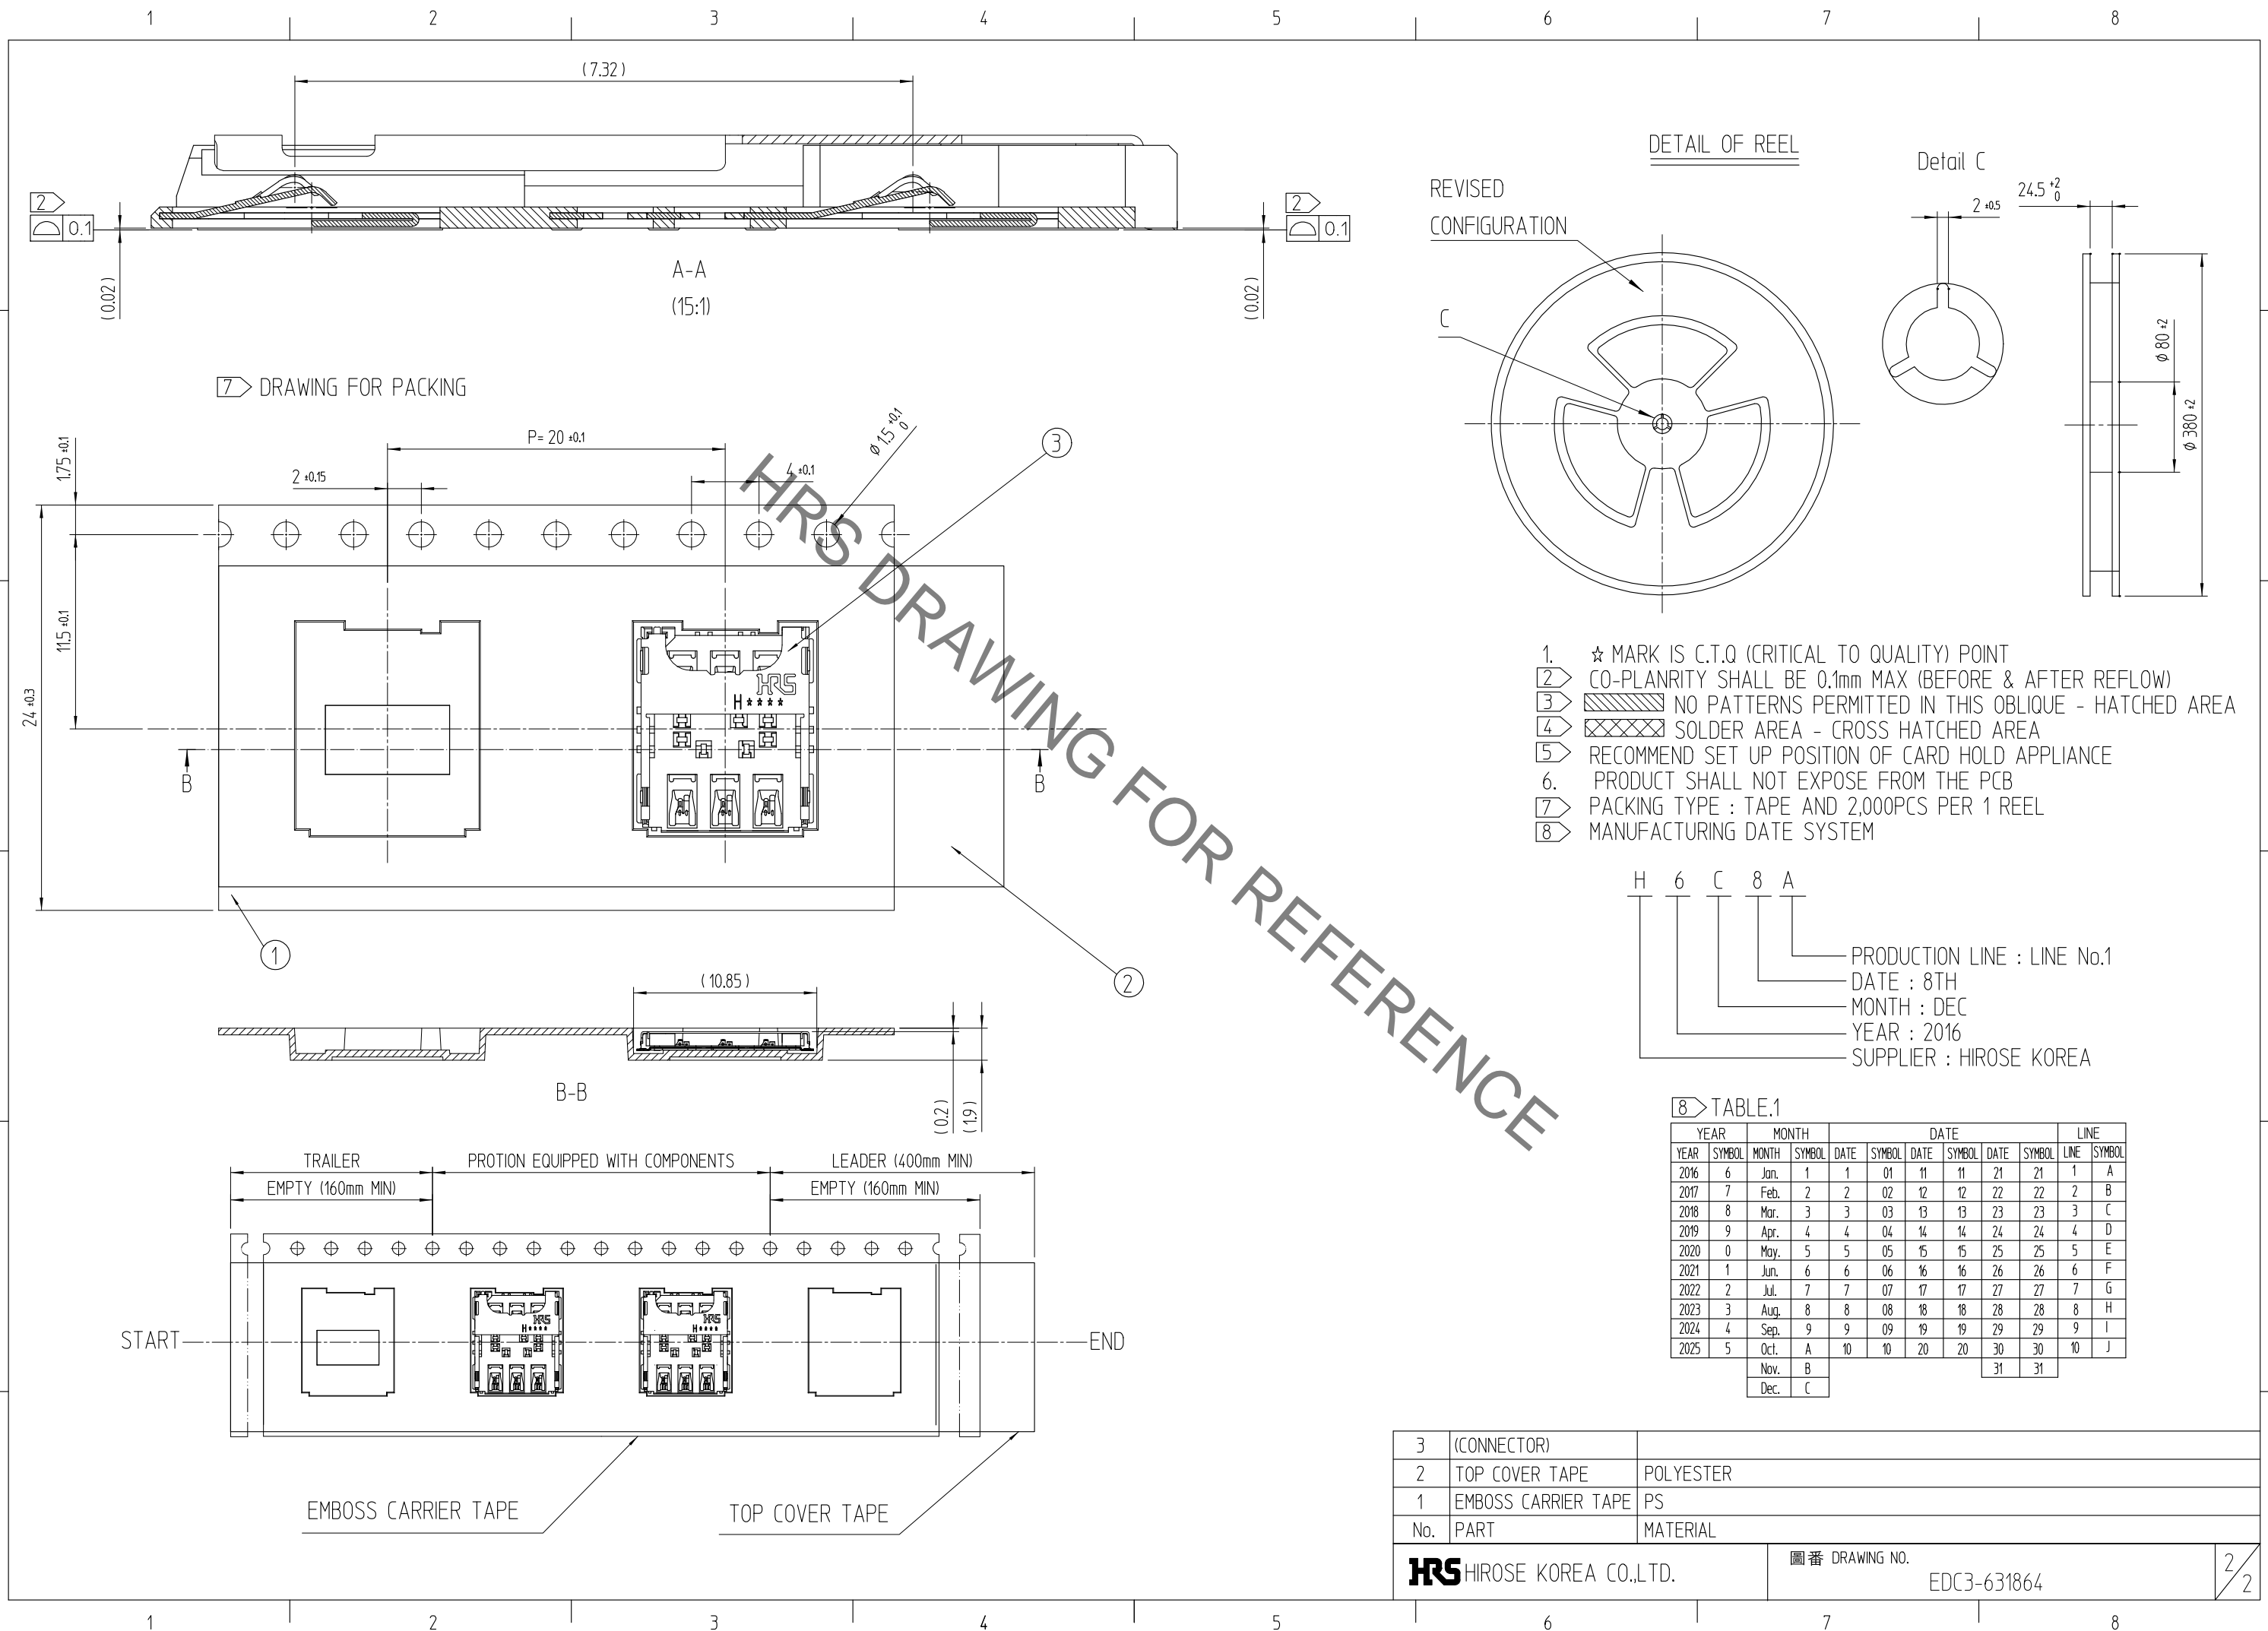 1 2 3 4 5 6 7 8
(7.32)
2
0.1
(0.02)
2
0.1
(0.02)
A-A
(15:1)
DETAIL OF REEL
Detail C
REVISED
CONFIGURATION
C
2 ±0.5
24.5 +2 0
φ 80 ±2
φ 380 ±2
7 DRAWING FOR PACKING
1.75 ±0.1
2 ±0.15
P= 20 ±0.1
4 ±0.1
φ 1.5 +0.1 0
3
11.5 ±0.1
24 ±0.3
HRS
H****
B B
1
2
HRS DRAWING FOR REFERENCE
1. ☆ MARK IS C.T.Q (CRITICAL TO QUALITY) POINT
2 CO-PLANRITY SHALL BE 0.1mm MAX (BEFORE & AFTER REFLOW)
3 NO PATTERNS PERMITTED IN THIS OBLIQUE - HATCHED AREA
4 SOLDER AREA - CROSS HATCHED AREA
5 RECOMMEND SET UP POSITION OF CARD HOLD APPLIANCE
6. PRODUCT SHALL NOT EXPOSE FROM THE PCB
7 PACKING TYPE : TAPE AND 2,000PCS PER 1 REEL
8 MANUFACTURING DATE SYSTEM
H 6 C 8 A
PRODUCTION LINE : LINE No.1
DATE : 8TH
MONTH : DEC
YEAR : 2016
SUPPLIER : HIROSE KOREA
(10.85)
(0.2)
(1.9)
B-B
8 TABLE.1
YEAR MONTH DATE LINE
YEAR SYMBOL MONTH SYMBOL DATE SYMBOL DATE SYMBOL DATE SYMBOL LINE SYMBOL
2016 6 Jan. 1 1 01 11 11 21 21 1 A
2017 7 Feb. 2 2 02 12 12 22 22 2 B
2018 8 Mar. 3 3 03 13 13 23 23 3 C
2019 9 Apr. 4 4 04 14 14 24 24 4 D
2020 0 May. 5 5 05 15 15 25 25 5 E
2021 1 Jun. 6 6 06 16 16 26 26 6 F
2022 2 Jul. 7 7 07 17 17 27 27 7 G
2023 3 Aug. 8 8 08 18 18 28 28 8 H
2024 4 Sep. 9 9 09 19 19 29 29 9 I
2025 5 Oct. A 10 10 20 20 30 30 10 J
Nov. B 31 31
Dec. C
TRAILER PROTION EQUIPPED WITH COMPONENTS LEADER (400mm MIN)
EMPTY (160mm MIN) EMPTY (160mm MIN)
HRS
H****
HRS
H****
START END
EMBOSS CARRIER TAPE TOP COVER TAPE
3 (CONNECTOR)
2 TOP COVER TAPE POLYESTER
1 EMBOSS CARRIER TAPE PS
No. PART MATERIAL
HRS HIROSE KOREA CO.,LTD.
圖番 DRAWING NO.
EDC3-631864
2/2
1 2 3 4 5 6 7 8